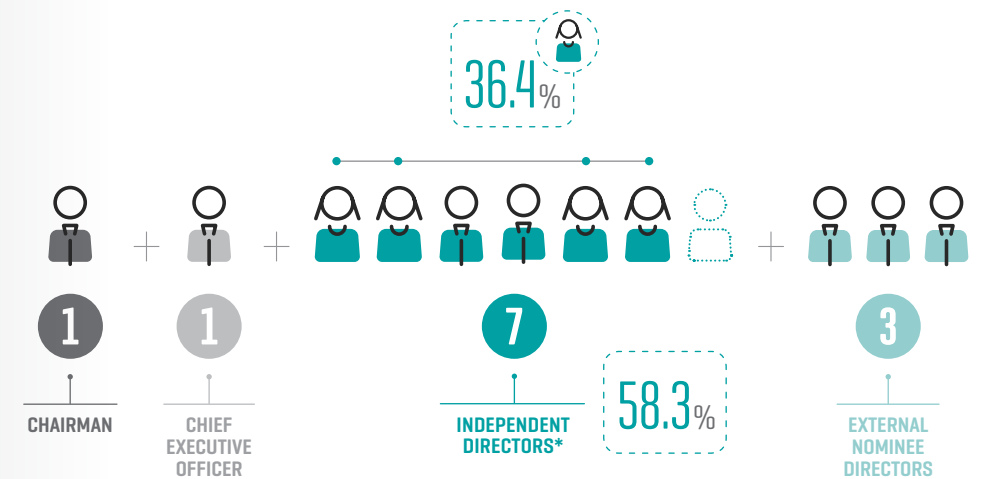 36.4%
1
1
7
3
58.3%
CHAIRMAN
CHIEF
EXECUTIVE
OFFICER
INDEPENDENT
DIRECTORS*
EXTERNAL
NOMINEE
DIRECTORS